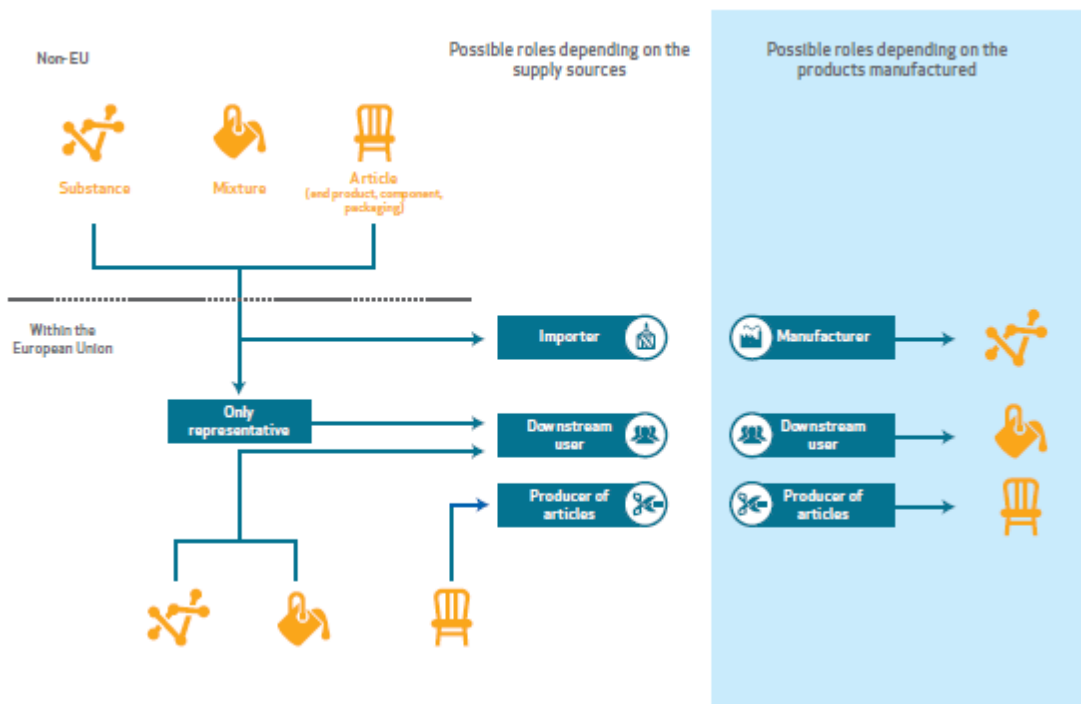 Non-EU
Possible roles depending on the
supply sources
Possible roles depending on the
products manufactured
Substance
Mixture
Article
(end product, component,
packaging)
Within the
European Union
Importer
Manufacturer
Only
representative
Downstream
user
Downstream
user
Producer of
articles
Producer of
articles